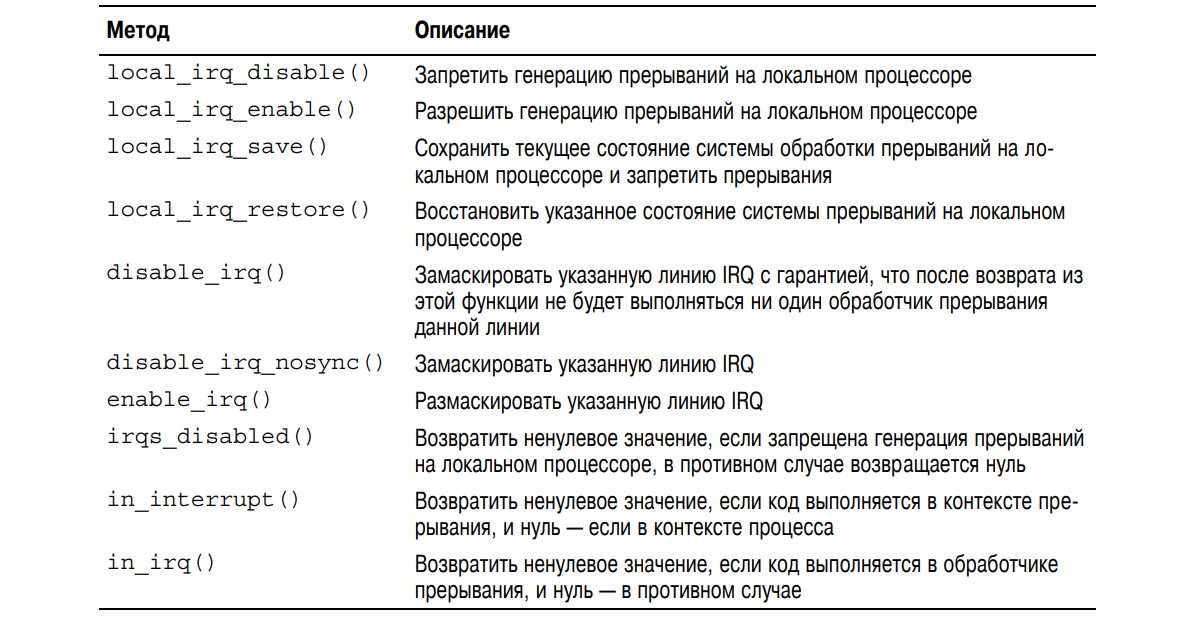 Метод Описание
local_irq_disable() Запретить генерацию прерываний на локальном процессоре
local_irq_enable() Разрешить генерацию прерываний на локальном процессоре
local_irq_save() Сохранить текущее состояние системы обработки прерываний на ло-
кальном процессоре и запретить прерывания
local_irq_restore() Восстановить указанное состояние системы прерываний на локальном
процессоре
disable_irq() Замаскировать указанную линию IRQ с гарантией, что после возврата из
этой функции не будет выполняться ни один обработчик прерывания
данной линии
disable_irq_nosync() Замаскировать указанную линию IRQ
enable_irq() Размаскировать указанную линию IRQ
irqs_disabled() Возвратить ненулевое значение, если запрещена генерация прерываний
на локальном процессоре, в противном случае возвращается нуль
in_interrupt() Возвратить ненулевое значение, если код выполняется в контексте пре-
рывания, и нуль — если в контексте процесса
in_irq() Возвратить ненулевое значение, если код выполняется в обработчике
прерывания, и нуль — в противном случае